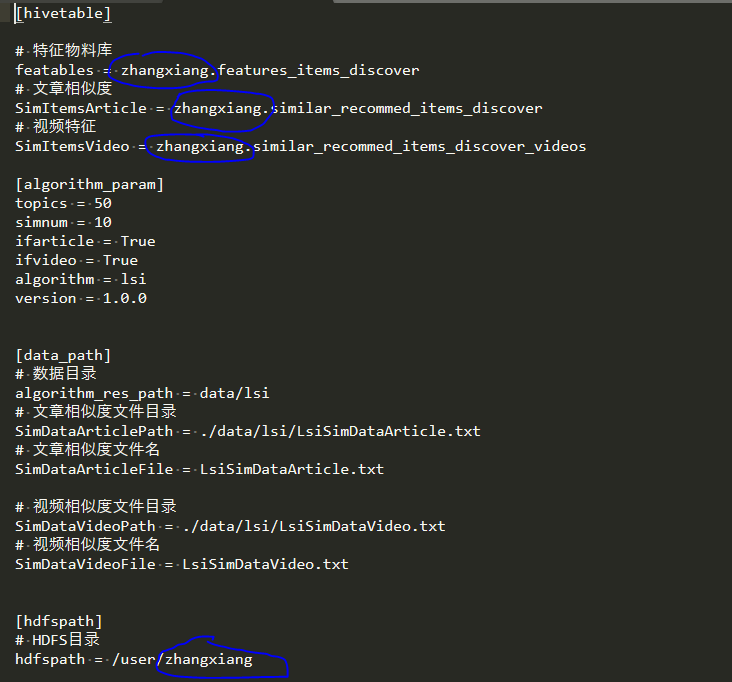 [hivetable]
# 特征物料库
featables = zhangxiang.features_items_discover
# 文章相似度
SimItemsArticle = zhangxiang.similar_recommed_items_discover
# 视频特征
SimItemsVideo = zhangxiang.similar_recommed_items_discover_videos
[algorithm_param]
topics = 50
simnum = 10
ifarticle = True
ifvideo = True
algorithm = lsi
version = 1.0.0
[data_path]
# 数据目录
algorithm_res_path = data/lsi
# 文章相似度文件目录
SimDataArticlePath = ./data/lsi/LsiSimDataArticle.txt
# 文章相似度文件名
SimDataArticleFile = LsiSimDataArticle.txt
# 视频相似度文件目录
SimDataVideoPath = ./data/lsi/LsiSimDataVideo.txt
# 视频相似度文件名
SimDataVideoFile = LsiSimDataVideo.txt
[hdfspath]
# HDFS目录
hdfspath = /user/zhangxiang